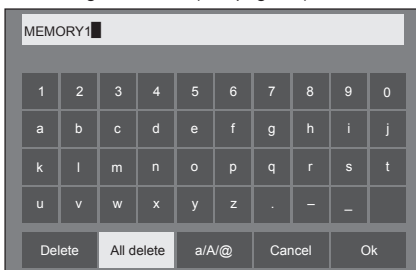 MEMORY1
1 2 3 4 5 6 7 8 9 0
a b c d e f g h i j
k l m n o p q r s t
u v w x y z . – _
Delete All delete a/A/@ Cancel Ok